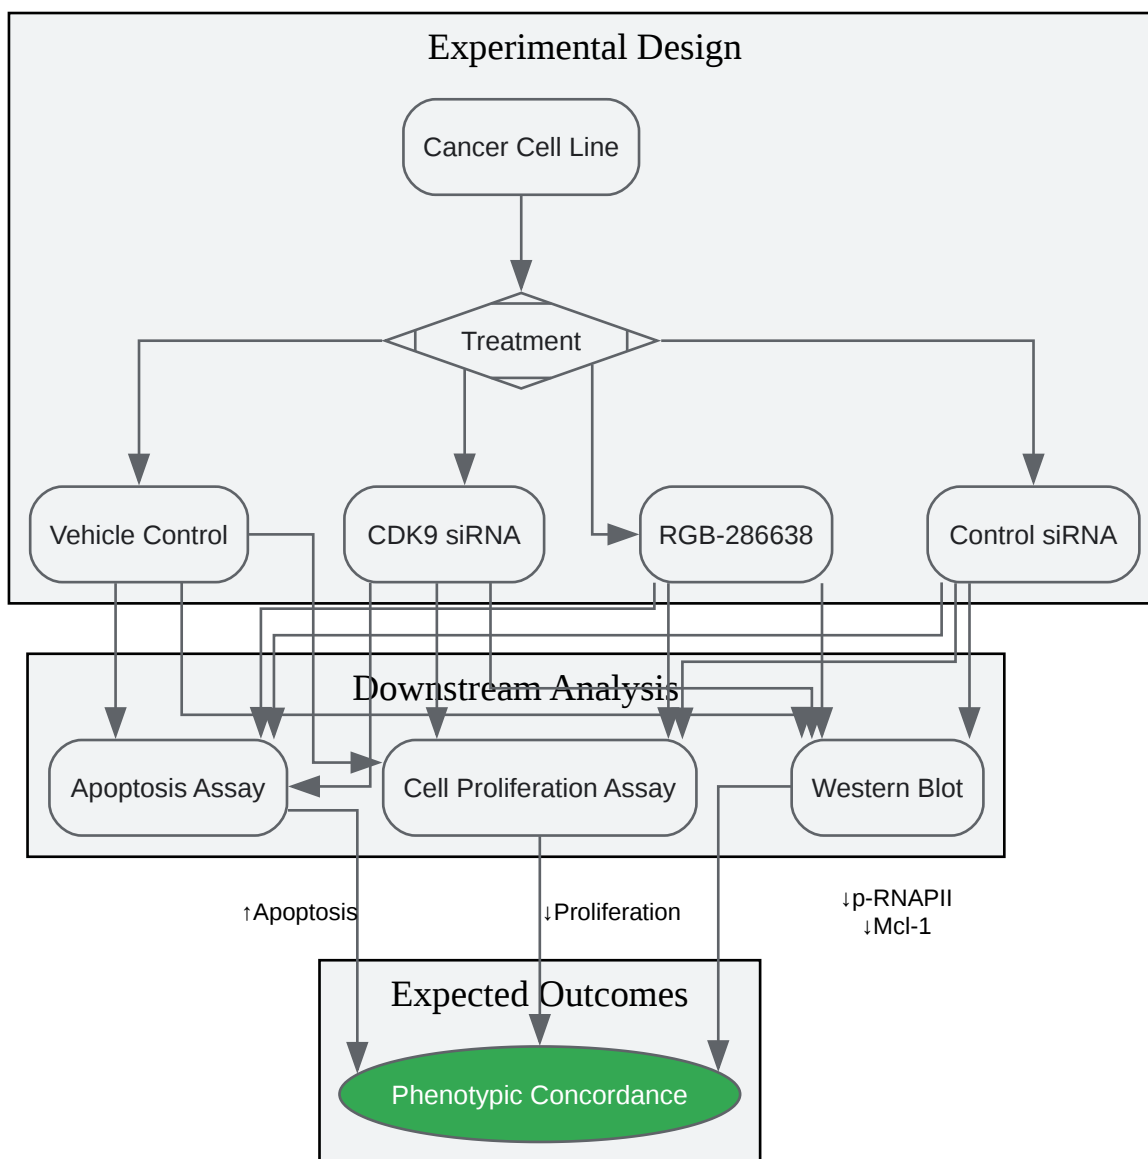 Experimental Design
Cancer Cell Line
Treatment
Vehicle Control
CDK9 siRNA
RGB-286638
Control siRNA
Downstream Analysis
Apoptosis Assay
Cell Proliferation Assay
Western Blot
↑Apoptosis
↓Proliferation
↓p-RNAPII
↓Mcl-1
Expected Outcomes
Phenotypic Concordance